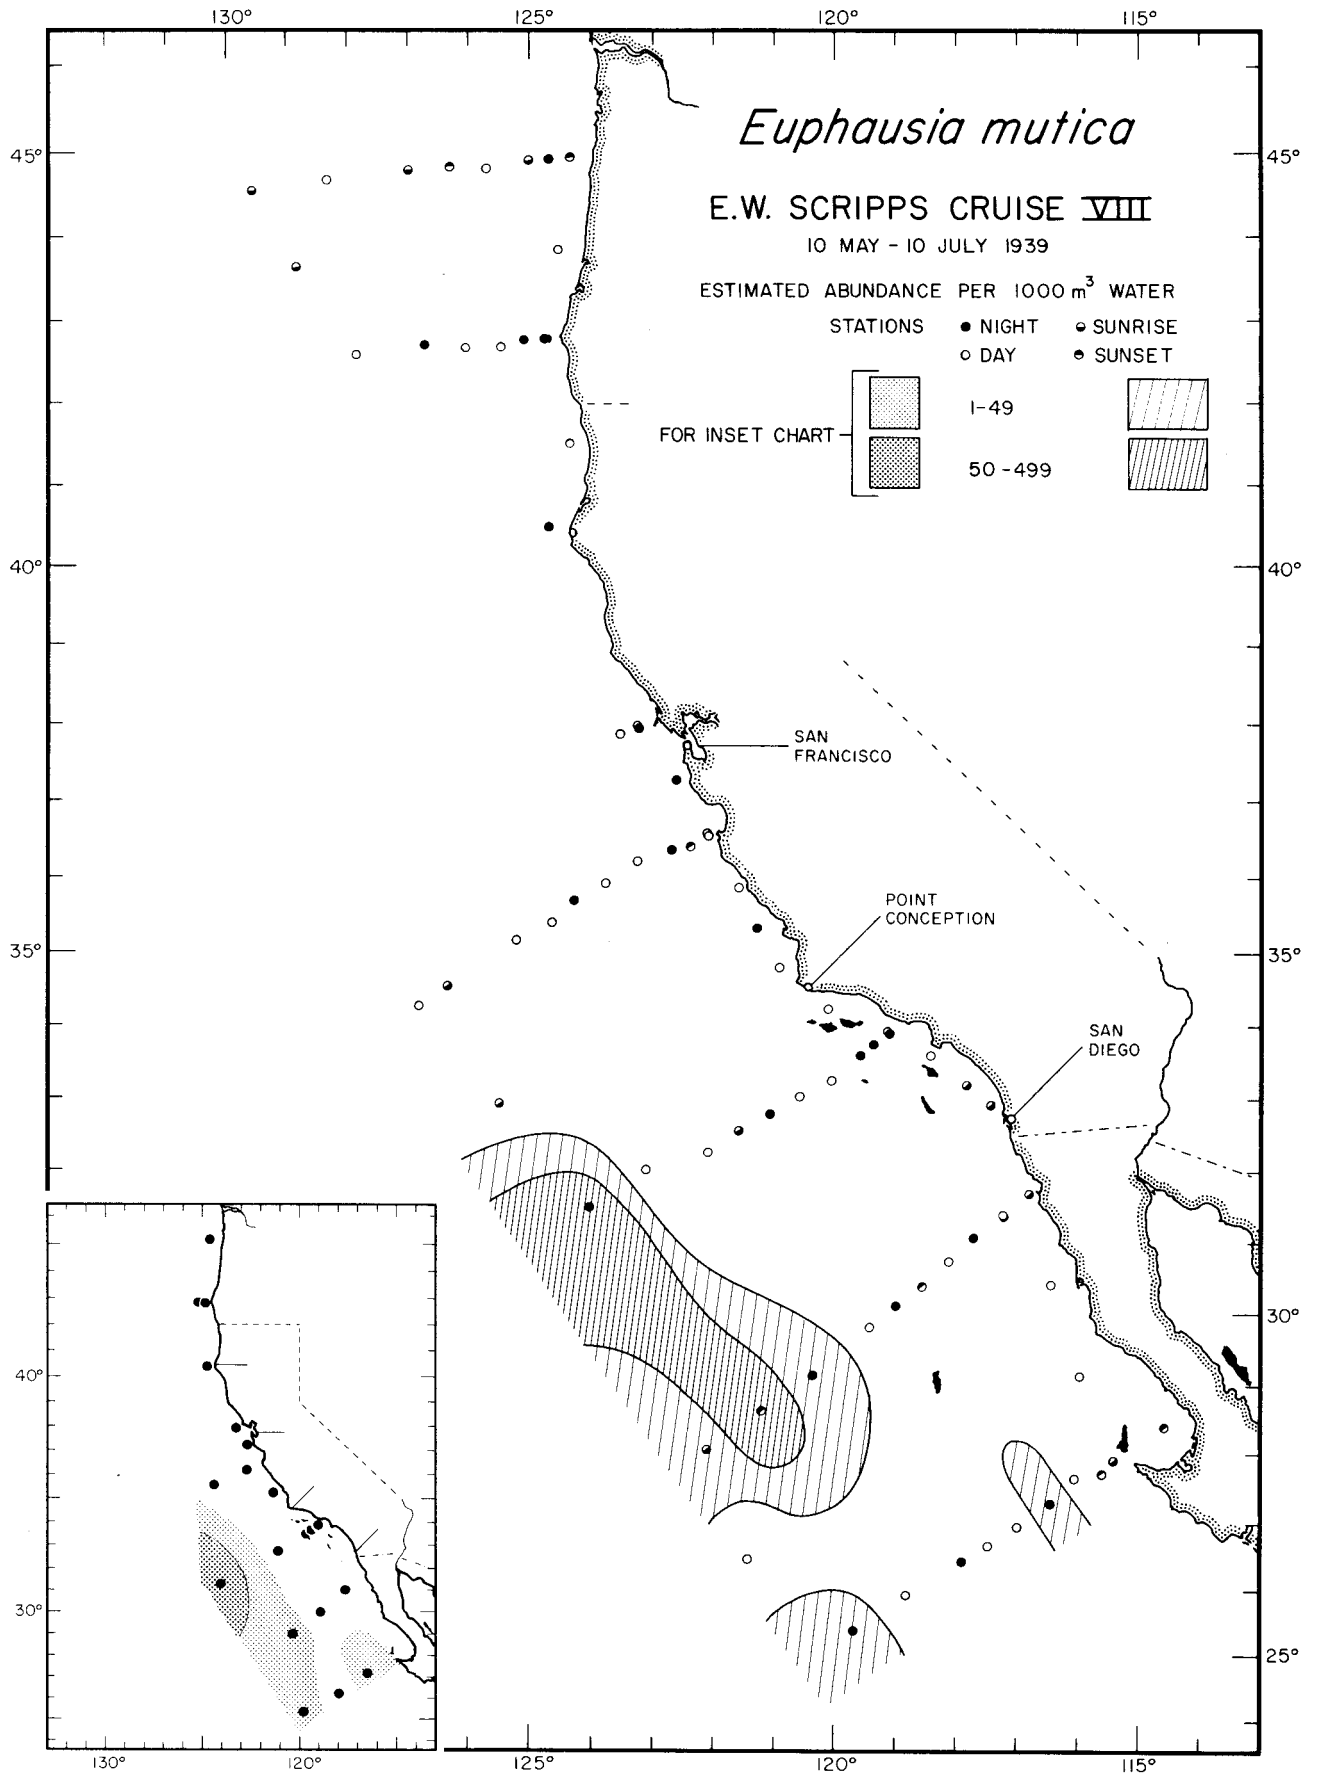 130° 125° 120° 115°
Euphausia mutica
45° 45°
E.W. SCRIPPS CRUISE VIII
10 MAY – 10 JULY 1939
ESTIMATED ABUNDANCE PER 1000 m³ WATER
STATIONS NIGHT SUNRISE
DAY SUNSET
1–49
FOR INSET CHART
50–499
40° 40°
SAN
FRANCISCO
POINT
CONCEPTION
35° 35°
SAN
DIEGO
30°
40°
30°
25°
130° 120° 125° 120° 115°